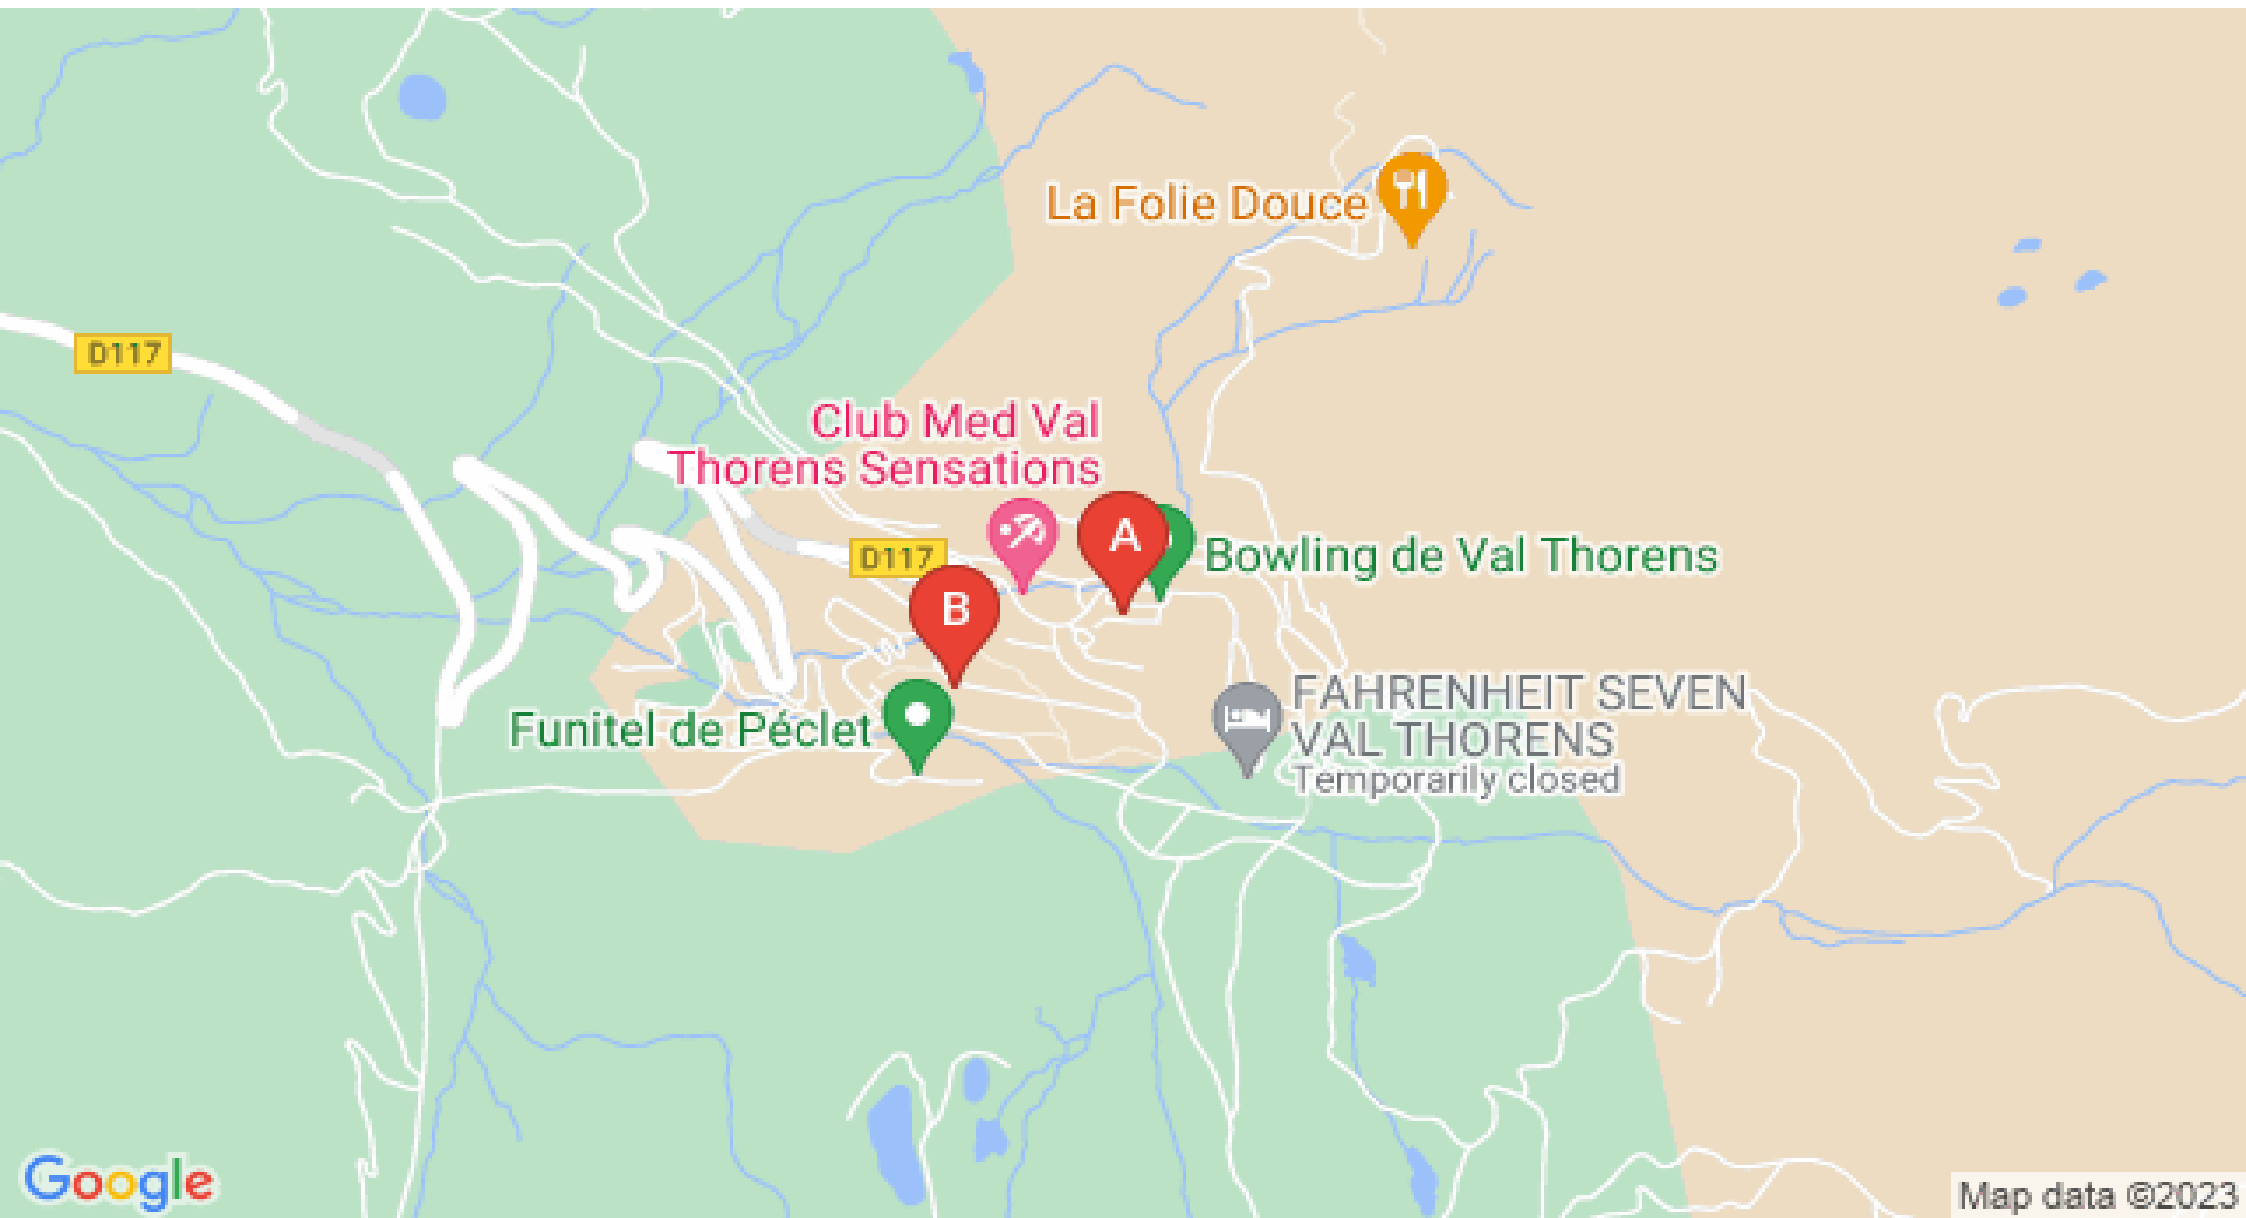 La Folie Douce
D117
Club Med Val
Thorens Sensations
A
Bowling de Val Thorens
D117
B
FAHRENHEIT SEVEN
VAL THORENS
Temporarily closed
Funitel de Péclet
Google
Map data ©2023